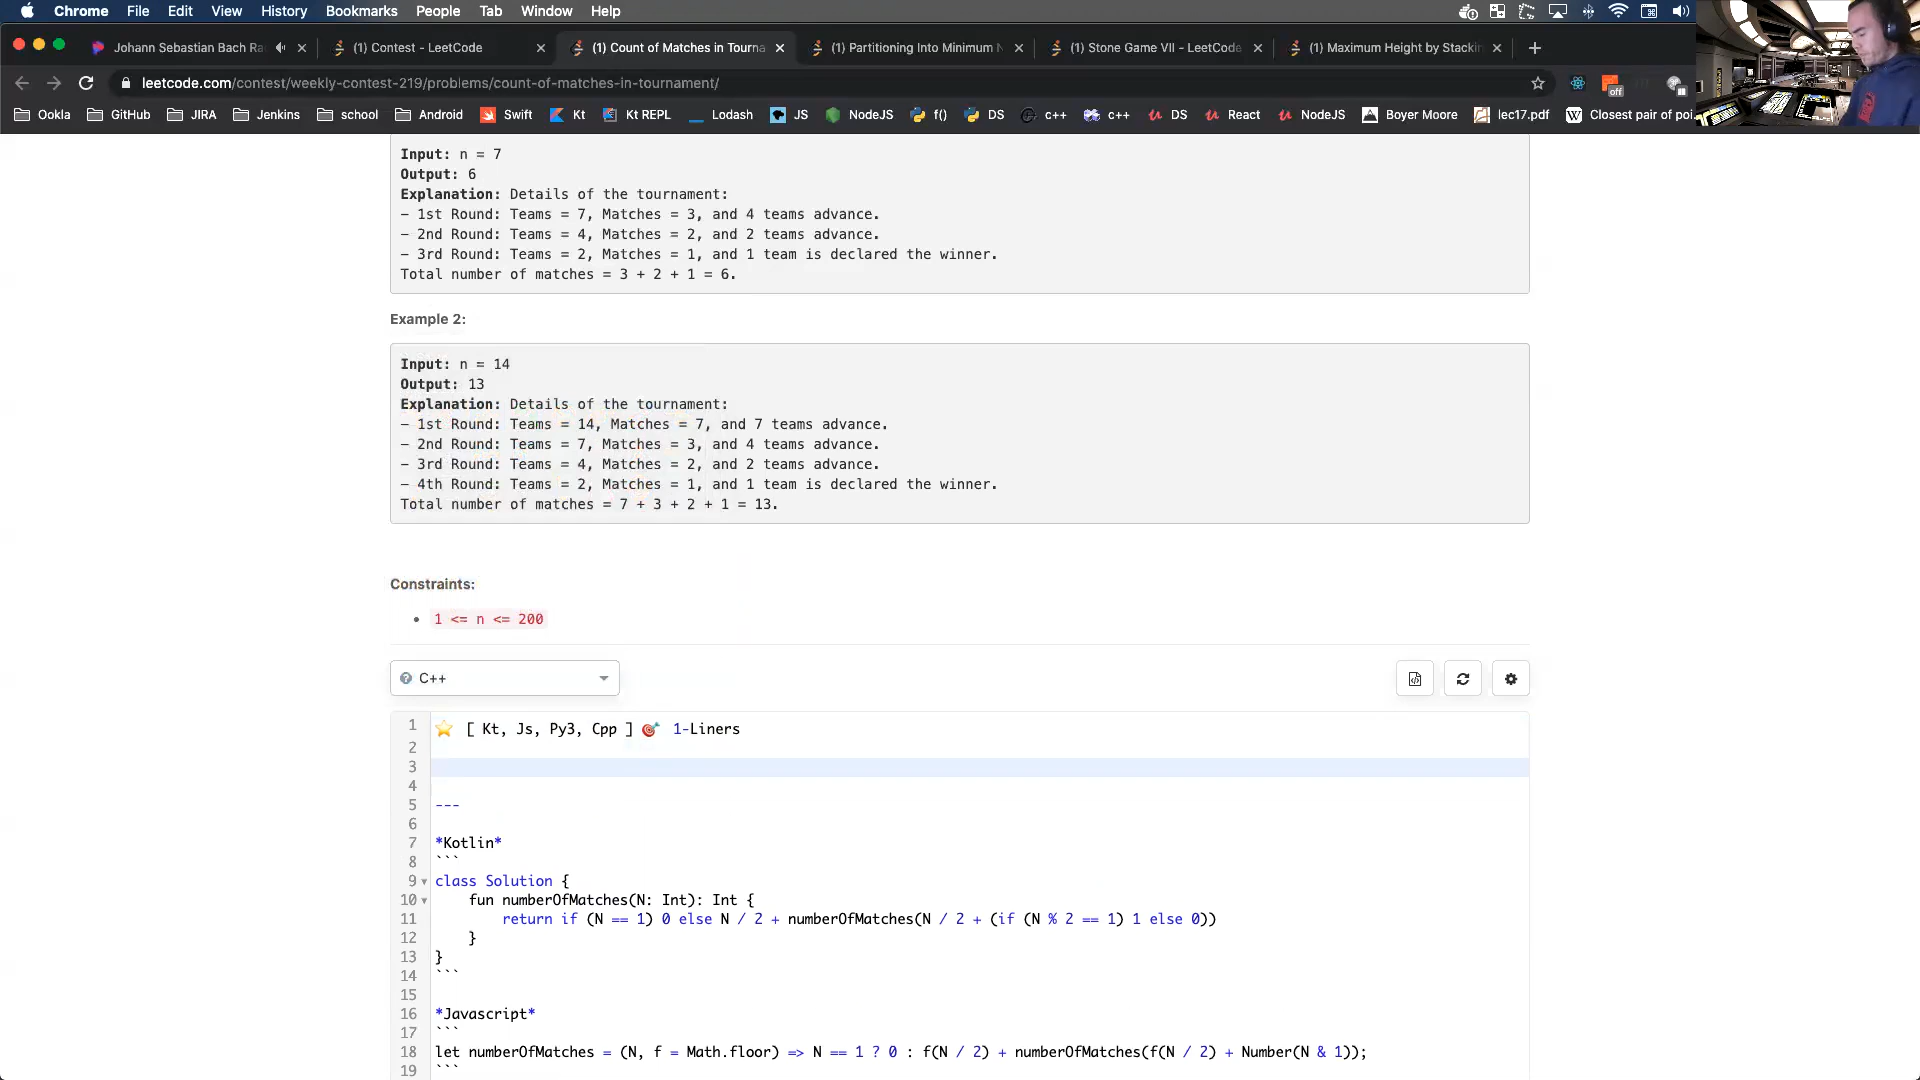 Chrome File Edit View History Bookmarks People Tab Window Help
Johann Sebastian Bach Ra
(1) Contest - LeetCode
(1) Count of Matches in Tourna
(1) Partitioning Into Minimum N
(1) Stone Game VII - LeetCode
(1) Maximum Height by Stackin
leetcode.com/contest/weekly-contest-219/problems/count-of-matches-in-tournament/
off
Ookla GitHub JIRA Jenkins school Android Swift Kt Kt REPL Lodash JS NodeJS f() DS c++ c++ DS React NodeJS Boyer Moore lec17.pdf Closest pair of poi
Input: n = 7
Output: 6
Explanation: Details of the tournament:
- 1st Round: Teams = 7, Matches = 3, and 4 teams advance.
- 2nd Round: Teams = 4, Matches = 2, and 2 teams advance.
- 3rd Round: Teams = 2, Matches = 1, and 1 team is declared the winner.
Total number of matches = 3 + 2 + 1 = 6.
Example 2:
Input: n = 14
Output: 13
Explanation: Details of the tournament:
- 1st Round: Teams = 14, Matches = 7, and 7 teams advance.
- 2nd Round: Teams = 7, Matches = 3, and 4 teams advance.
- 3rd Round: Teams = 4, Matches = 2, and 2 teams advance.
- 4th Round: Teams = 2, Matches = 1, and 1 team is declared the winner.
Total number of matches = 7 + 3 + 2 + 1 = 13.
Constraints:
1 <= n <= 200
C++
1 ⭐ [ Kt, Js, Py3, Cpp ] 🎯 1-Liners
2
3
4
5 ---
6
7 *Kotlin*
8 ```
9 class Solution {
10 fun numberOfMatches(N: Int): Int {
11 return if (N == 1) 0 else N / 2 + numberOfMatches(N / 2 + (if (N % 2 == 1) 1 else 0))
12 }
13 }
14 ```
15
16 *Javascript*
17 ```
18 let numberOfMatches = (N, f = Math.floor) => N == 1 ? 0 : f(N / 2) + numberOfMatches(f(N / 2) + Number(N & 1));
19 ```